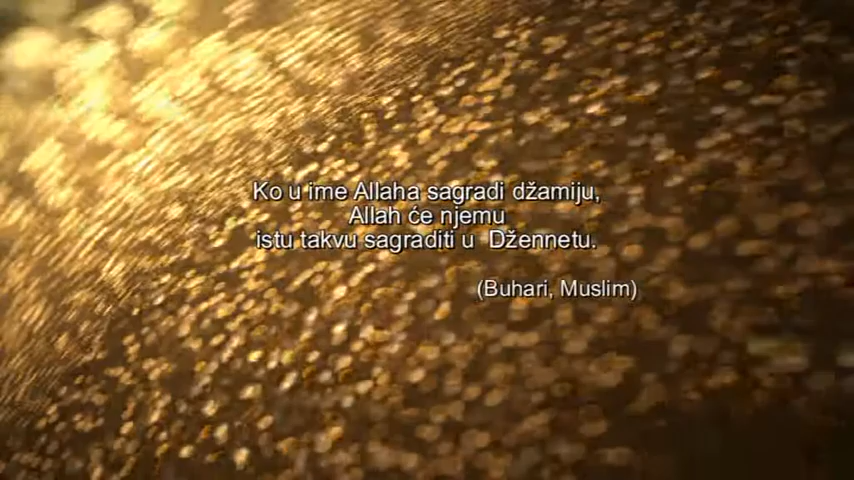 Ko u ime Allaha sagradi džamiju,
Allah će njemu
istu takvu sagraditi u Džennetu.
(Buhari, Muslim)